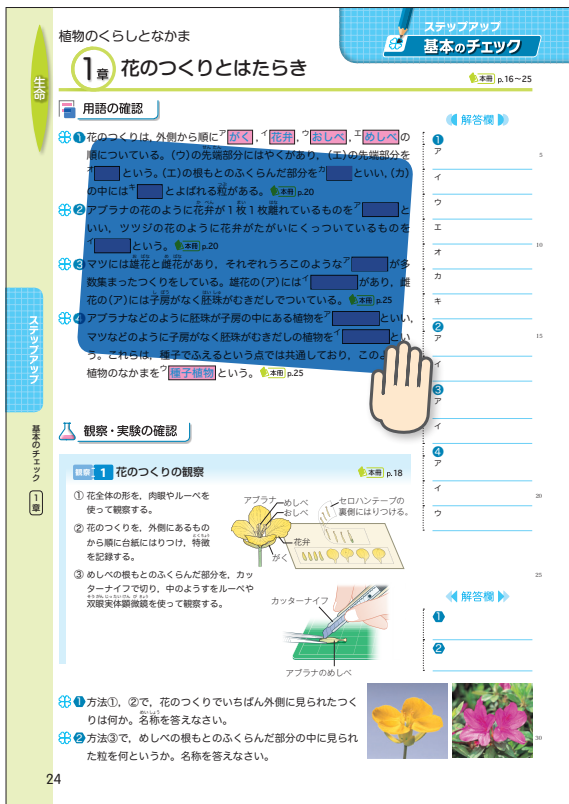 ステップアップ
基本のチェック
本冊 p.16~25
植物のくらしとなかま
1章 花のつくりとはたらき
生命
用語の確認
解答欄
❶花のつくりは,外側から順にア がく ,イ 花弁 ,ウ おしべ ,エ めしべ の
順についている。(ウ)の先端部分にはやくがあり,(エ)の先端部分を
オ という。(エ)の根もとのふくらんだ部分をカ といい,(カ)
の中にはキ とよばれる粒がある。 本冊 p.20
❷アブラナの花のように花弁が1枚1枚離れているものをア と
いい,ツツジの花のように花弁がたがいにくっついているものを
イ という。 本冊 p.20
❸マツには雄花と雌花があり,それぞれうろこのようなア が多
数集まったつくりをしている。雄花の(ア)にはイ があり,雌
花の(ア)には子房がなく胚珠がむきだしでついている。 本冊 p.25
❹アブラナなどのように胚珠が子房の中にある植物をア といい,
マツなどのように子房がなく胚珠がむきだしの植物をイ とい
う。これらは,種子でふえるという点では共通しており,このよ
植物のなかまをウ 種子植物 という。 本冊 p.25
❶
ア
5
イ
ウ
エ
10
オ
カ
キ
❷
ア
15
イ
❸
ア
イ
❹
ア
イ
20
ウ
25
ステップアップ
基本のチェック
1章
観察・実験の確認
観察 1 花のつくりの観察
本冊 p.18
① 花全体の形を,肉眼やルーペを
使って観察する。
② 花のつくりを,外側にあるもの
から順に台紙にはりつけ,特徴
を記録する。
③ めしべの根もとのふくらんだ部分を,カッ
ターナイフで切り,中のようすをルーペや
双眼実体顕微鏡を使って観察する。
アブラナ
めしべ
おしべ
セロハンテープの
裏側にはりつける。
花弁
がく
カッターナイフ
アブラナのめしべ
解答欄
❶
❷
30
❶方法①,②で,花のつくりでいちばん外側に見られたつく
りは何か。名称を答えなさい。
❷方法③で,めしべの根もとのふくらんだ部分の中に見られ
た粒を何というか。名称を答えなさい。
24